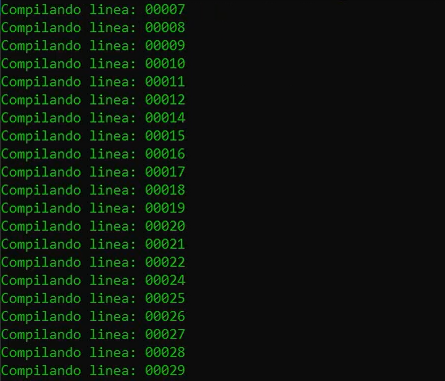 Compilando linea: 00007
Compilando linea: 00008
Compilando linea: 00009
Compilando linea: 00010
Compilando linea: 00011
Compilando linea: 00012
Compilando linea: 00014
Compilando linea: 00015
Compilando linea: 00016
Compilando linea: 00017
Compilando linea: 00018
Compilando linea: 00019
Compilando linea: 00020
Compilando linea: 00021
Compilando linea: 00022
Compilando linea: 00024
Compilando linea: 00025
Compilando linea: 00026
Compilando linea: 00027
Compilando linea: 00028
Compilando linea: 00029